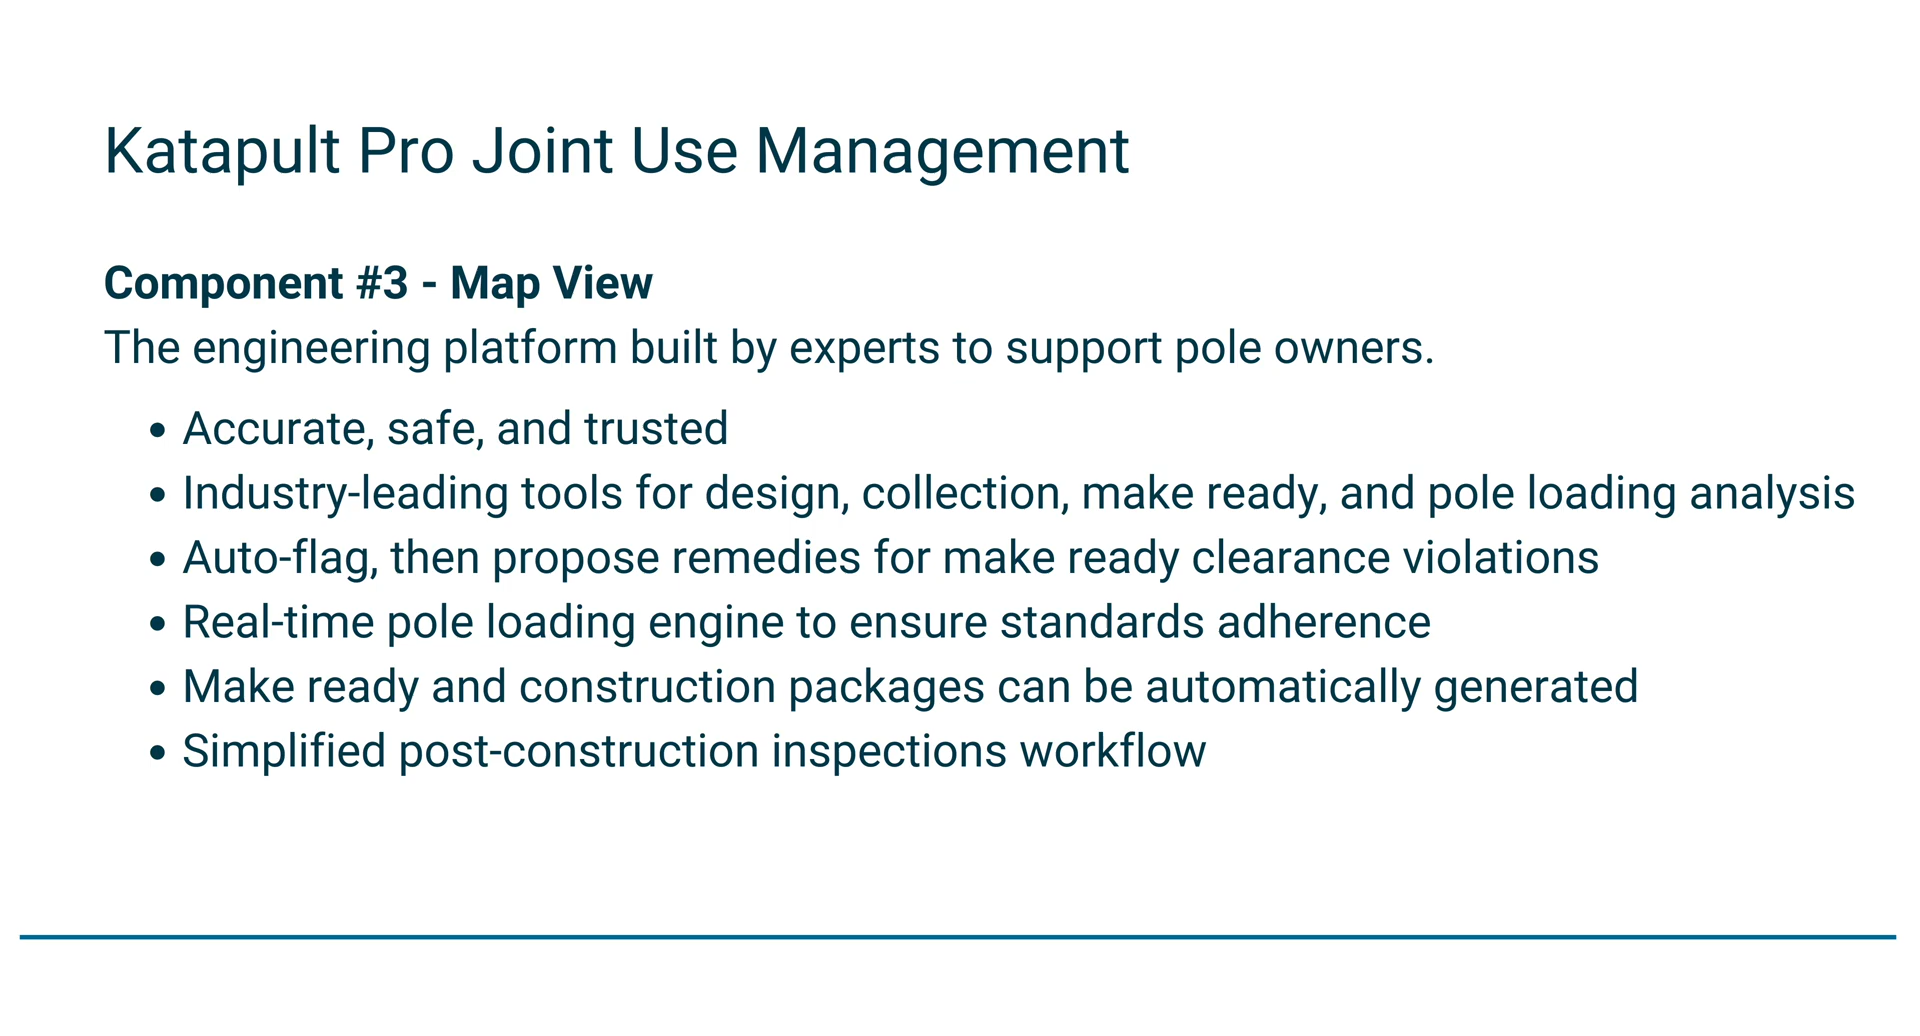 Katapult Pro Joint Use Management
Component #3 - Map View
The engineering platform built by experts to support pole owners.
• Accurate, safe, and trusted
• Industry-leading tools for design, collection, make ready, and pole loading analysis
• Auto-flag, then propose remedies for make ready clearance violations
• Real-time pole loading engine to ensure standards adherence
• Make ready and construction packages can be automatically generated
• Simplified post-construction inspections workflow